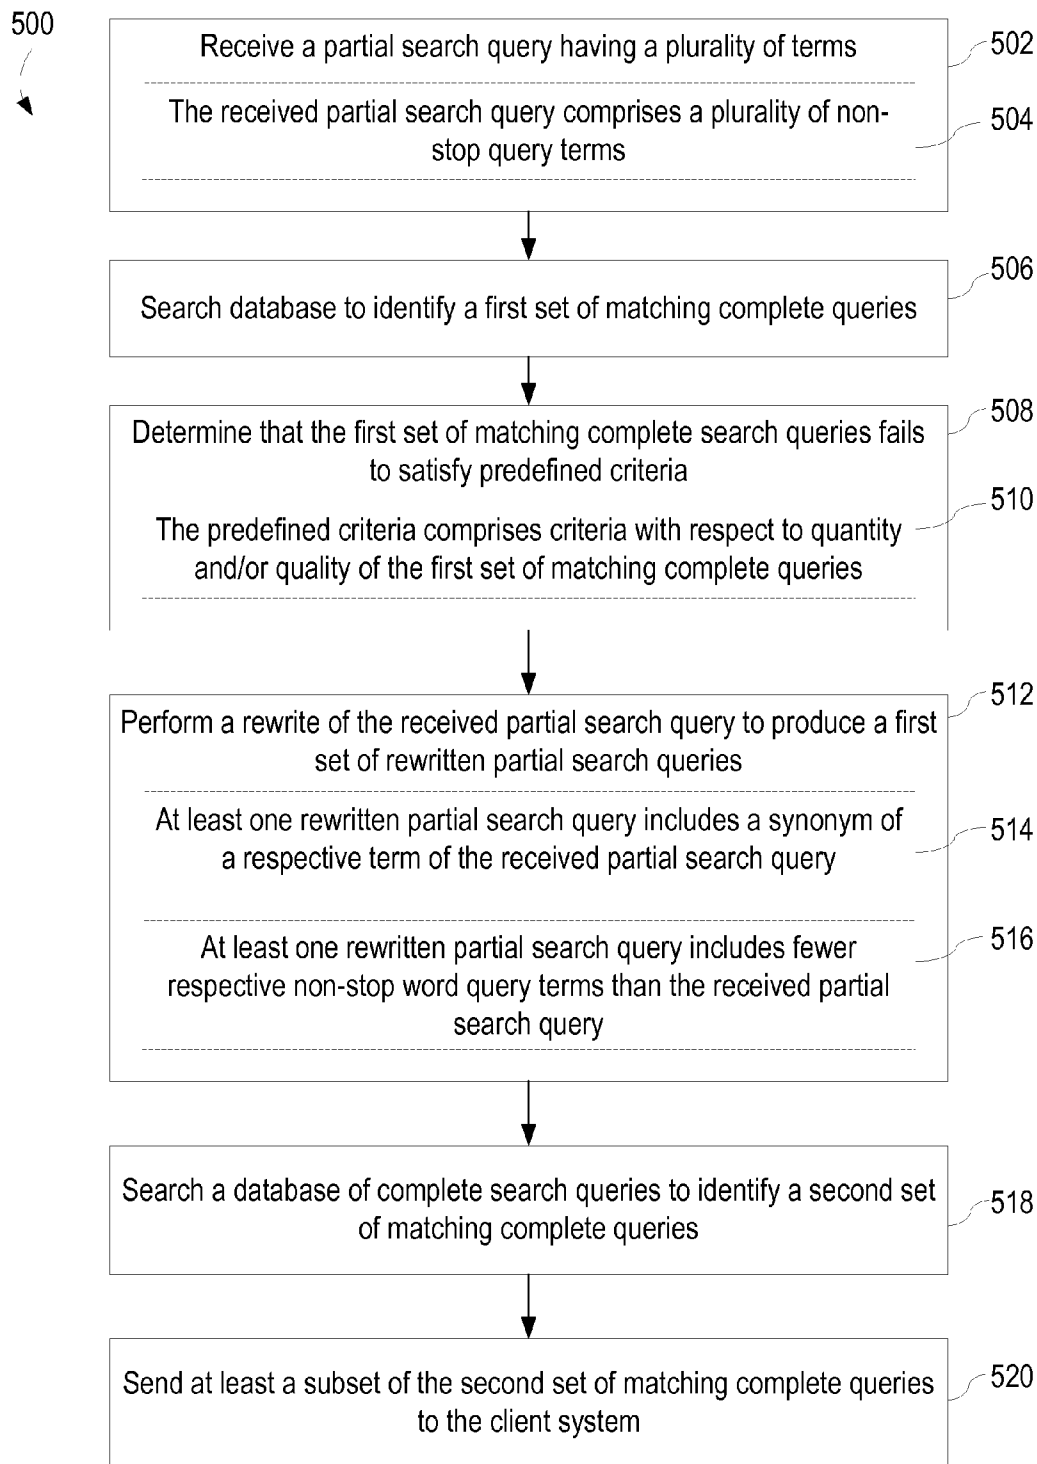 500
Receive a partial search query having a plurality of terms
502
The received partial search query comprises a plurality of non-
stop query terms
504
Search database to identify a first set of matching complete queries
506
Determine that the first set of matching complete search queries fails
to satisfy predefined criteria
508
The predefined criteria comprises criteria with respect to quantity
and/or quality of the first set of matching complete queries
510
Perform a rewrite of the received partial search query to produce a first
set of rewritten partial search queries
512
At least one rewritten partial search query includes a synonym of
a respective term of the received partial search query
514
At least one rewritten partial search query includes fewer
respective non-stop word query terms than the received partial
search query
516
Search a database of complete search queries to identify a second set
of matching complete queries
518
Send at least a subset of the second set of matching complete queries
to the client system
520